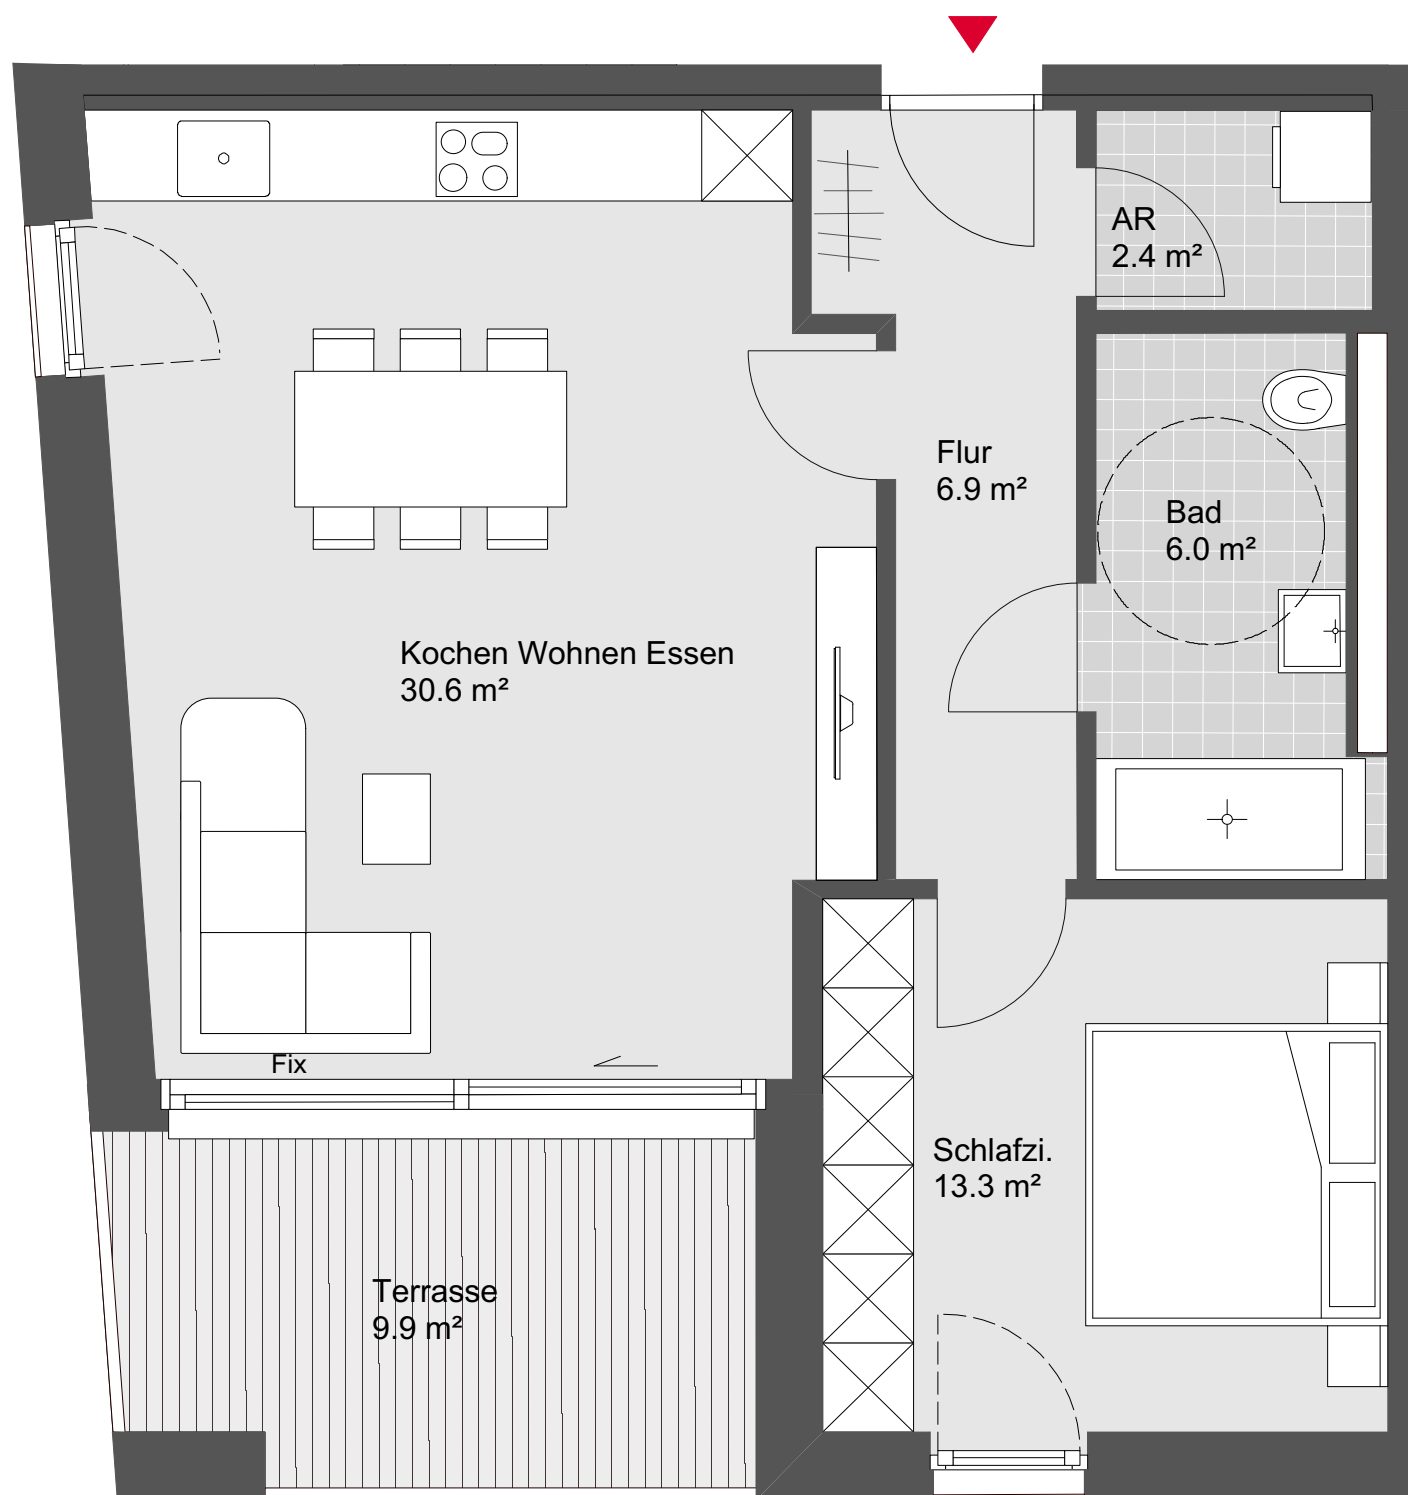 AR
2.4 m²
Flur
6.9 m²
Bad
6.0 m²
Kochen Wohnen Essen
30.6 m²
Fix
Schlafzi.
13.3 m²
Terrasse
9.9 m²